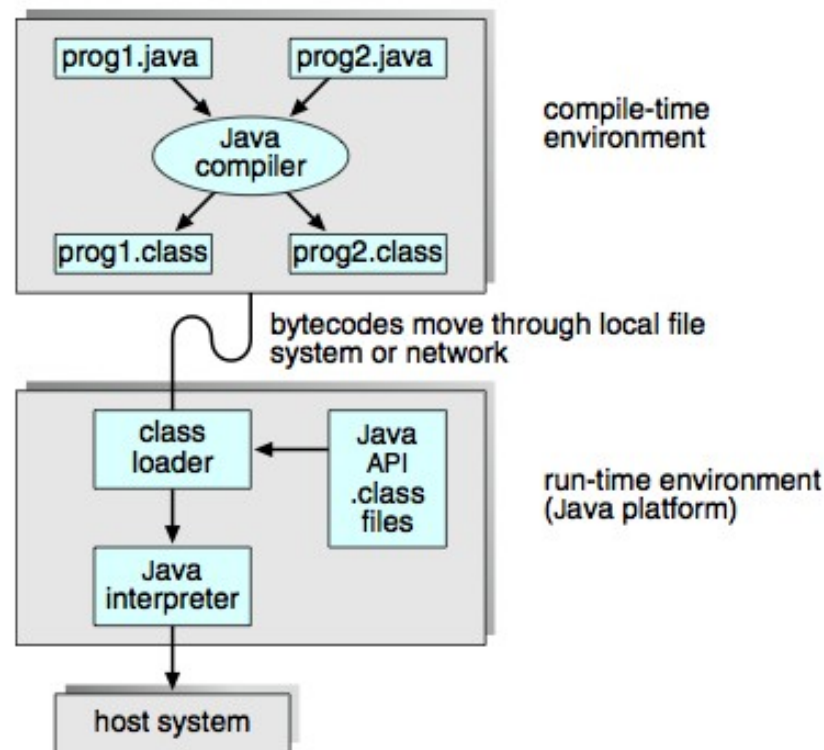 prog1.java
prog2.java
Java
compiler
prog1.class
prog2.class
compile-time
environment
bytecodes move through local file
system or network
class
loader
Java
API
.class
files
Java
interpreter
run-time environment
(Java platform)
host system